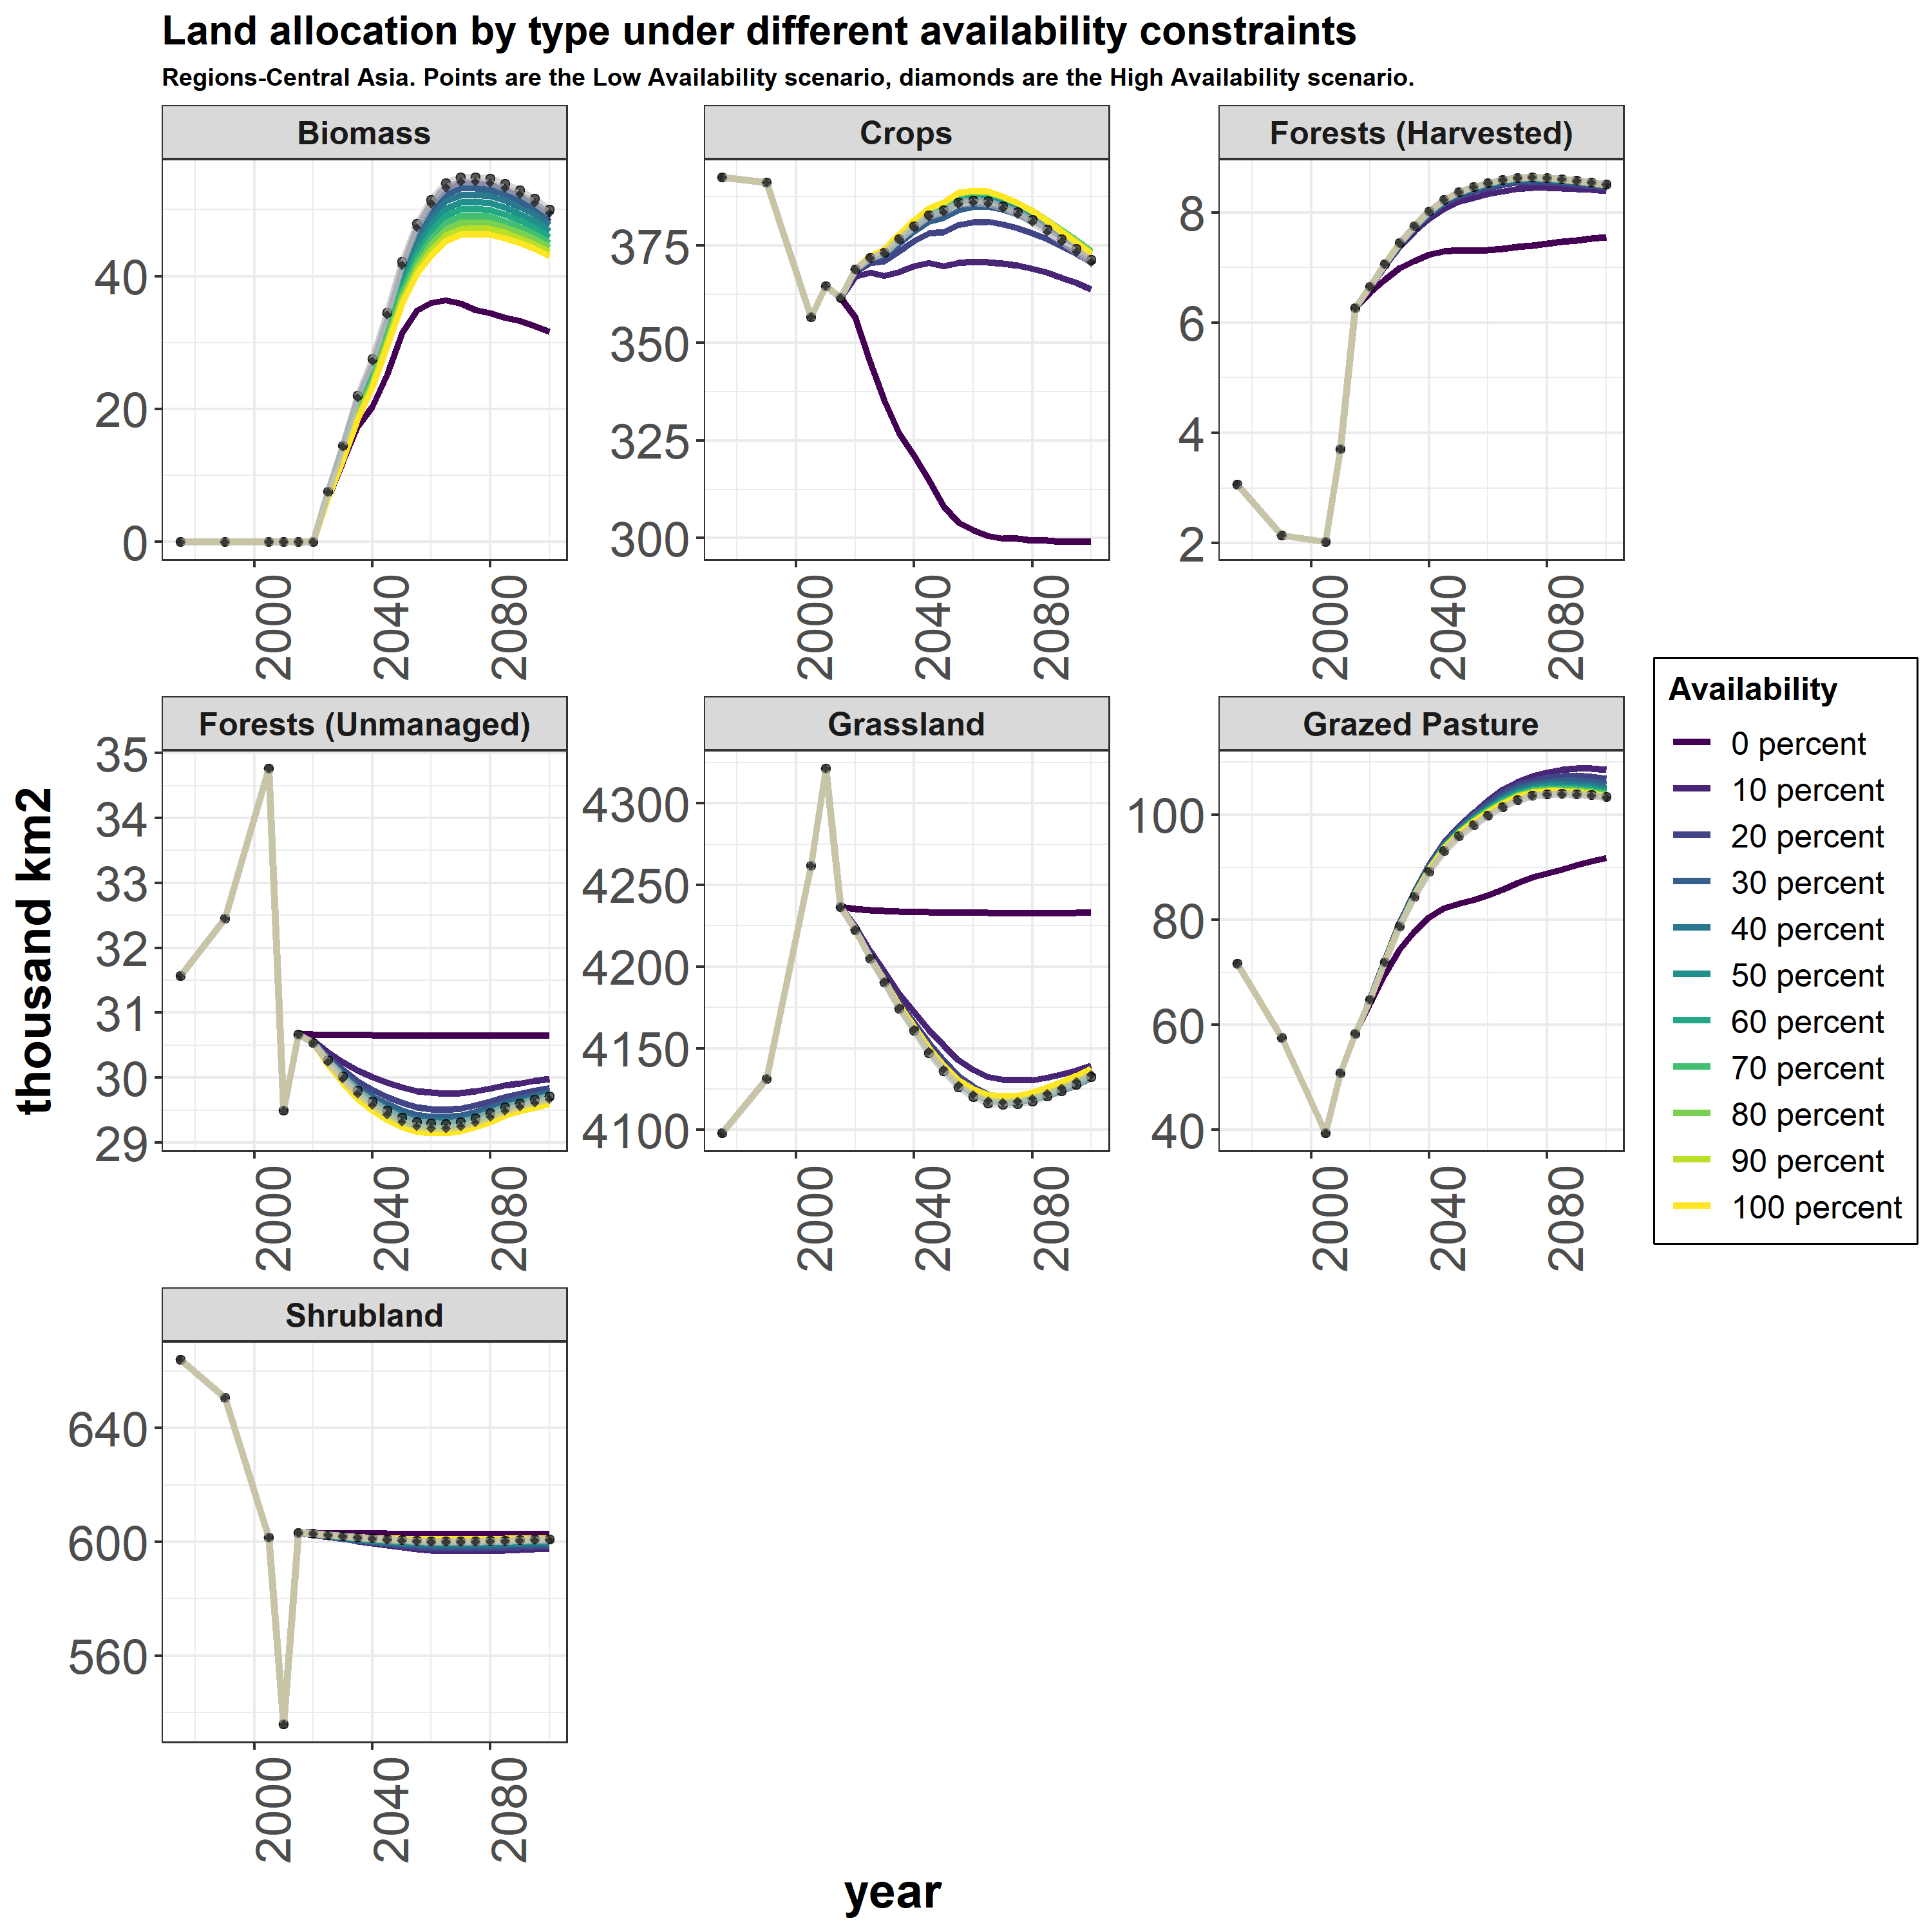 Land allocation by type under different availability constraints
Regions-Central Asia. Points are the Low Availability scenario, diamonds are the High Availability scenario.
Biomass
Crops
Forests (Harvested)
0
20
40
2000
2040
2080
300
325
350
375
2000
2040
2080
2
4
6
8
2000
2040
2080
Forests (Unmanaged)
Grassland
Grazed Pasture
29
30
31
32
33
34
35
2000
2040
2080
4100
4150
4200
4250
4300
2000
2040
2080
40
60
80
100
2000
2040
2080
Shrubland
560
600
640
2000
2040
2080
thousand km2
year
Availability
0 percent
10 percent
20 percent
30 percent
40 percent
50 percent
60 percent
70 percent
80 percent
90 percent
100 percent